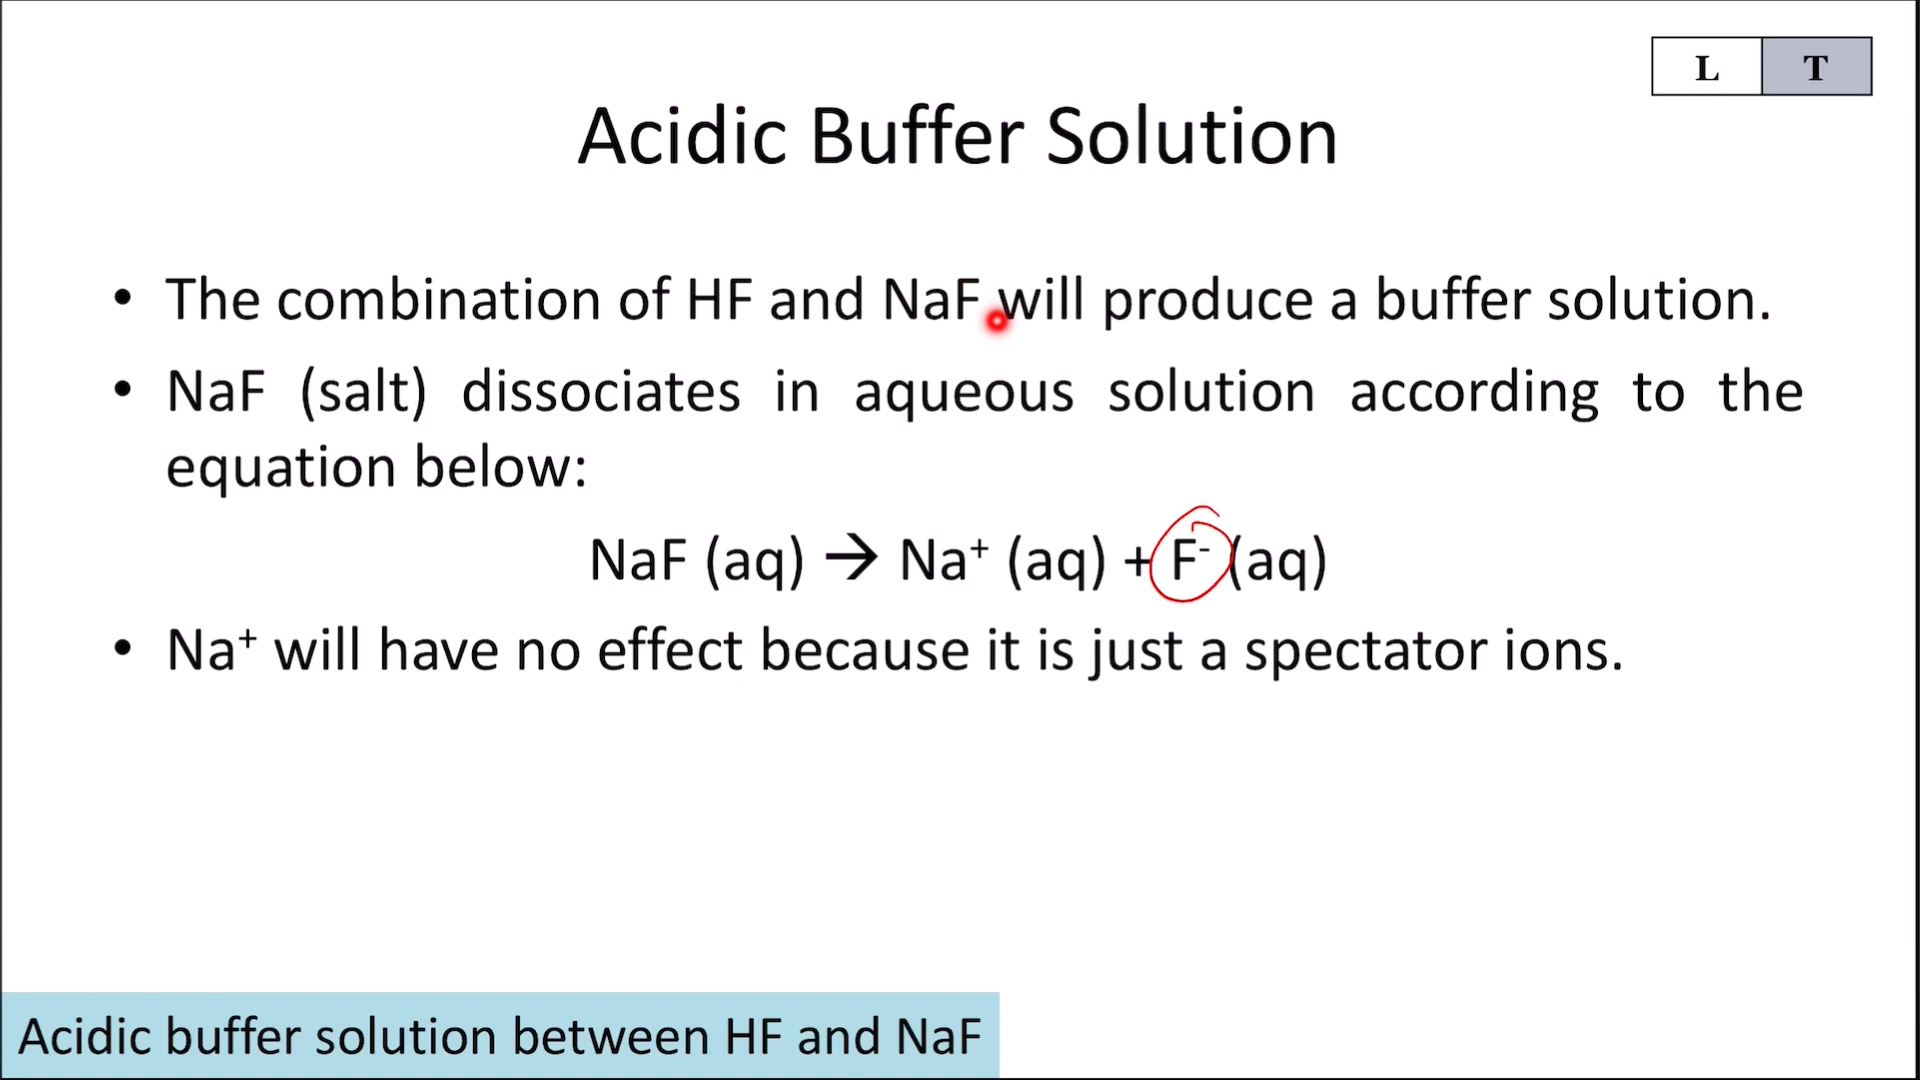 L T
Acidic Buffer Solution
• The combination of HF and NaF will produce a buffer solution.
• NaF (salt) dissociates in aqueous solution according to the
equation below:
NaF (aq) → Na⁺ (aq) + F⁻ (aq)
• Na⁺ will have no effect because it is just a spectator ions.
Acidic buffer solution between HF and NaF